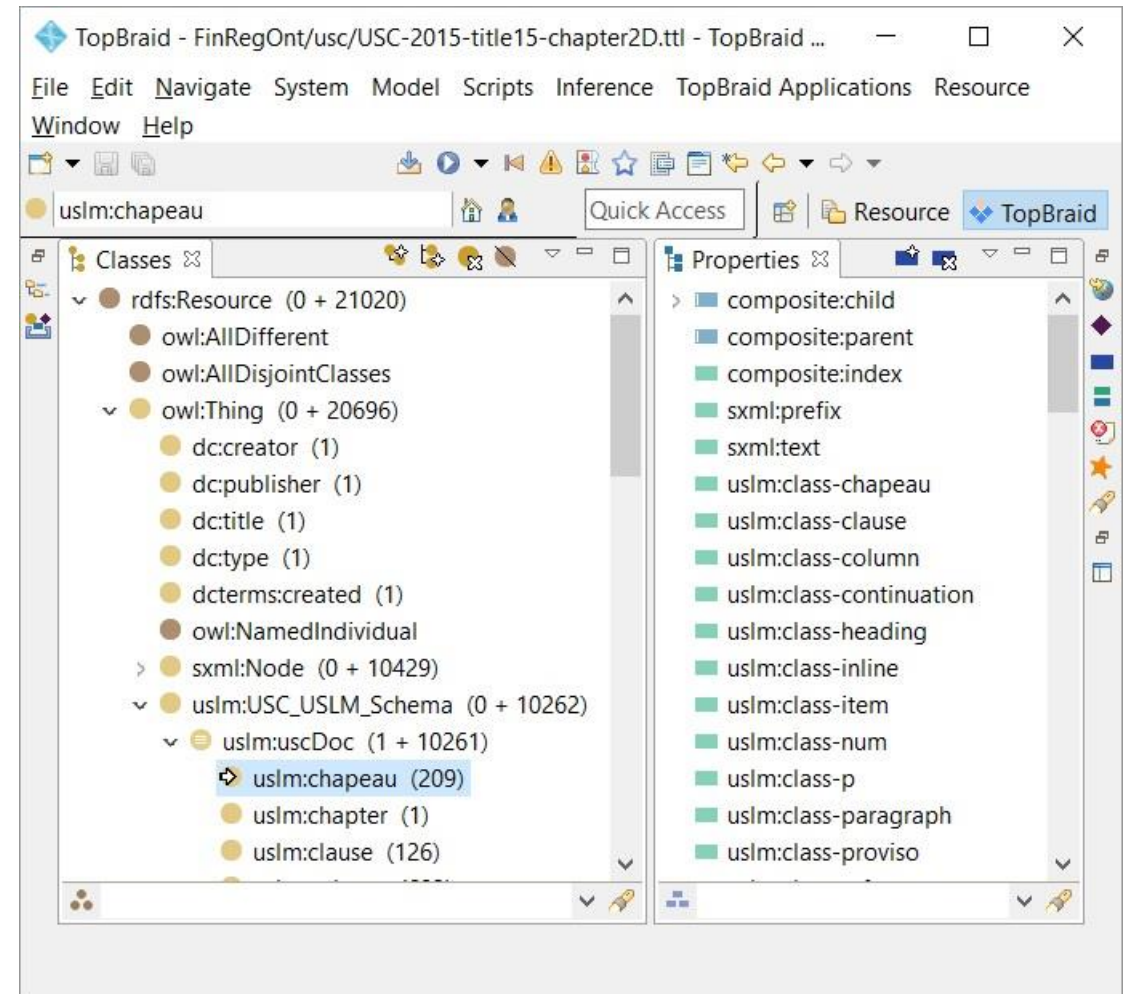 TopBraid - FinRegOnt/usc/USC-2015-title15-chapter2D.ttl - TopBraid ...
File Edit Navigate System Model Scripts Inference TopBraid Applications Resource
Window Help
uslm:chapeau
Quick Access
Resource
TopBraid
Classes
rdfs:Resource (0 + 21020)
owl:AllDifferent
owl:AllDisjointClasses
owl:Thing (0 + 20696)
dc:creator (1)
dc:publisher (1)
dc:title (1)
dc:type (1)
dcterms:created (1)
owl:NamedIndividual
sxml:Node (0 + 10429)
uslm:USC_USLM_Schema (0 + 10262)
uslm:uscDoc (1 + 10261)
uslm:chapeau (209)
uslm:chapter (1)
uslm:clause (126)
Properties
composite:child
composite:parent
composite:index
sxml:prefix
sxml:text
uslm:class-chapeau
uslm:class-clause
uslm:class-column
uslm:class-continuation
uslm:class-heading
uslm:class-inline
uslm:class-item
uslm:class-num
uslm:class-p
uslm:class-paragraph
uslm:class-proviso